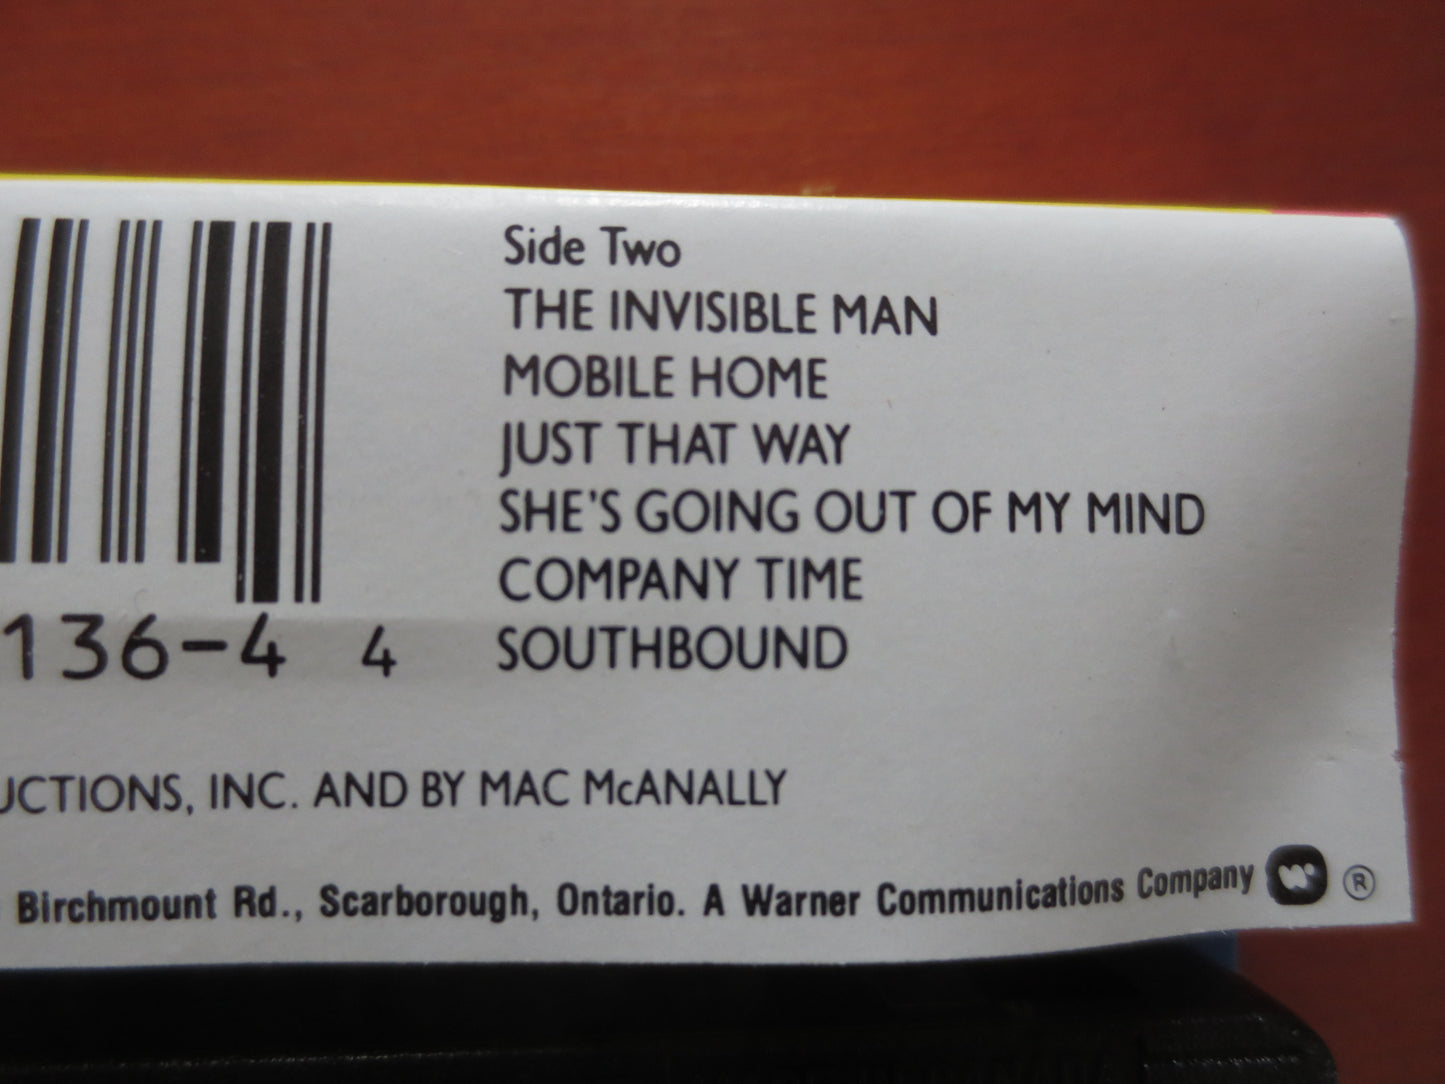 Side Two
THE INVISIBLE MAN
MOBILE HOME
JUST THAT WAY
SHE'S GOING OUT OF MY MIND
COMPANY TIME
SOUTHBOUND
136-4 4
UCTIONS, INC. AND BY MAC McANALLY
Birchmount Rd., Scarborough, Ontario. A Warner Communications Company ®